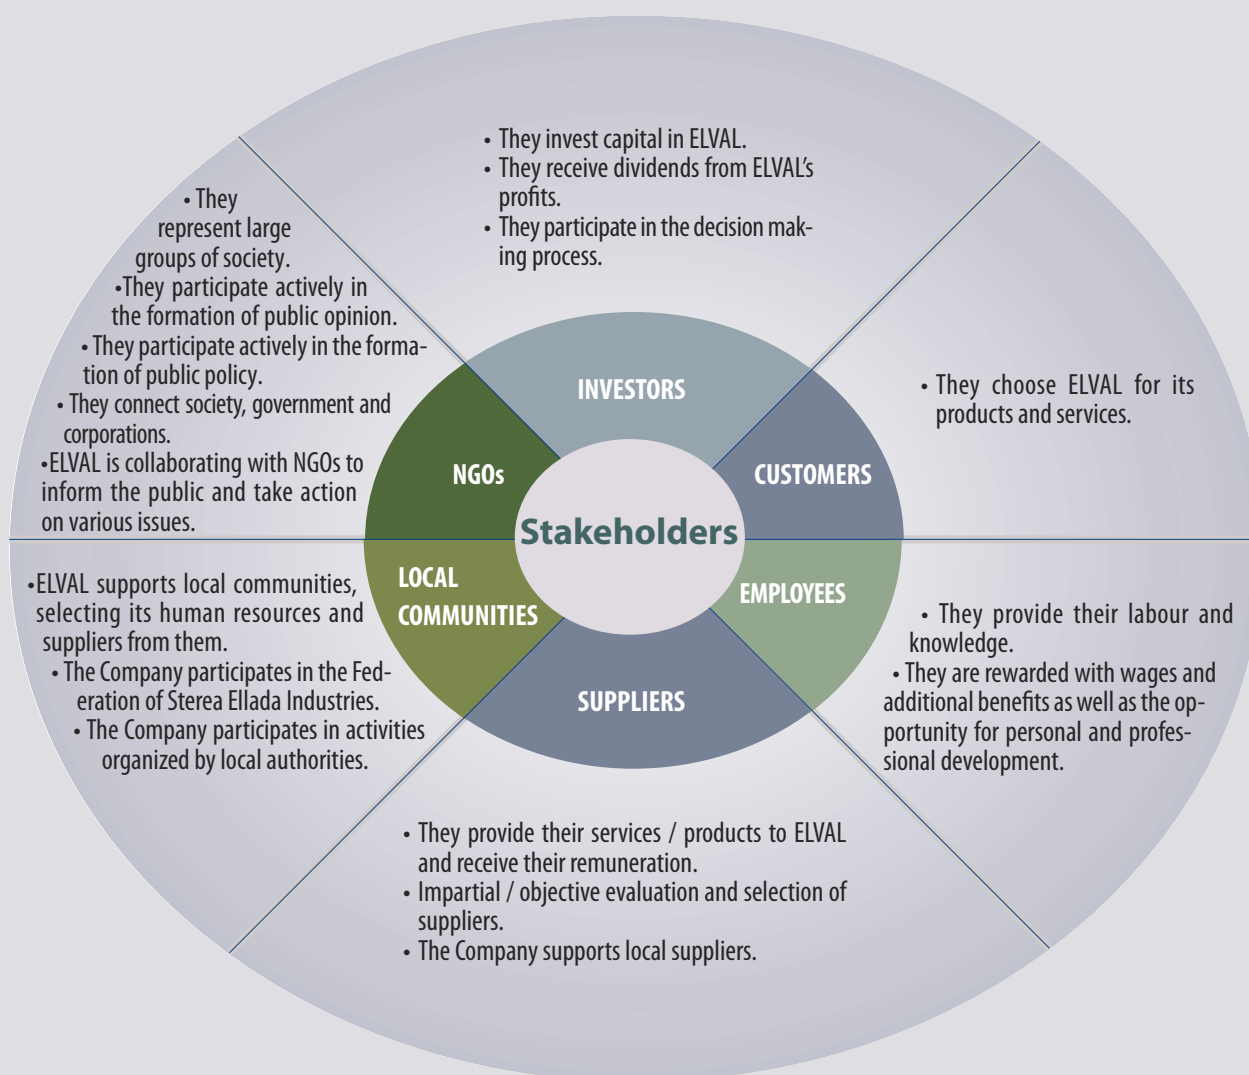 • They invest capital in ELVAL.
• They receive dividends from ELVAL's
profits.
• They participate in the decision mak-
ing process.
INVESTORS
• They choose ELVAL for its
products and services.
CUSTOMERS
• They provide their labour and
knowledge.
• They are rewarded with wages and
additional benefits as well as the op-
portunity for personal and profes-
sional development.
EMPLOYEES
SUPPLIERS
• They provide their services / products to ELVAL
and receive their remuneration.
• Impartial / objective evaluation and selection of
suppliers.
• The Company supports local suppliers.
LOCAL
COMMUNITIES
•ELVAL supports local communities,
selecting its human resources and
suppliers from them.
• The Company participates in the Fed-
eration of Sterea Ellada Industries.
• The Company participates in activities
organized by local authorities.
NGOs
• They
represent large
groups of society.
•They participate actively in
the formation of public opinion.
• They participate actively in the forma-
tion of public policy.
• They connect society, government and
corporations.
•ELVAL is collaborating with NGOs to
inform the public and take action
on various issues.
Stakeholders